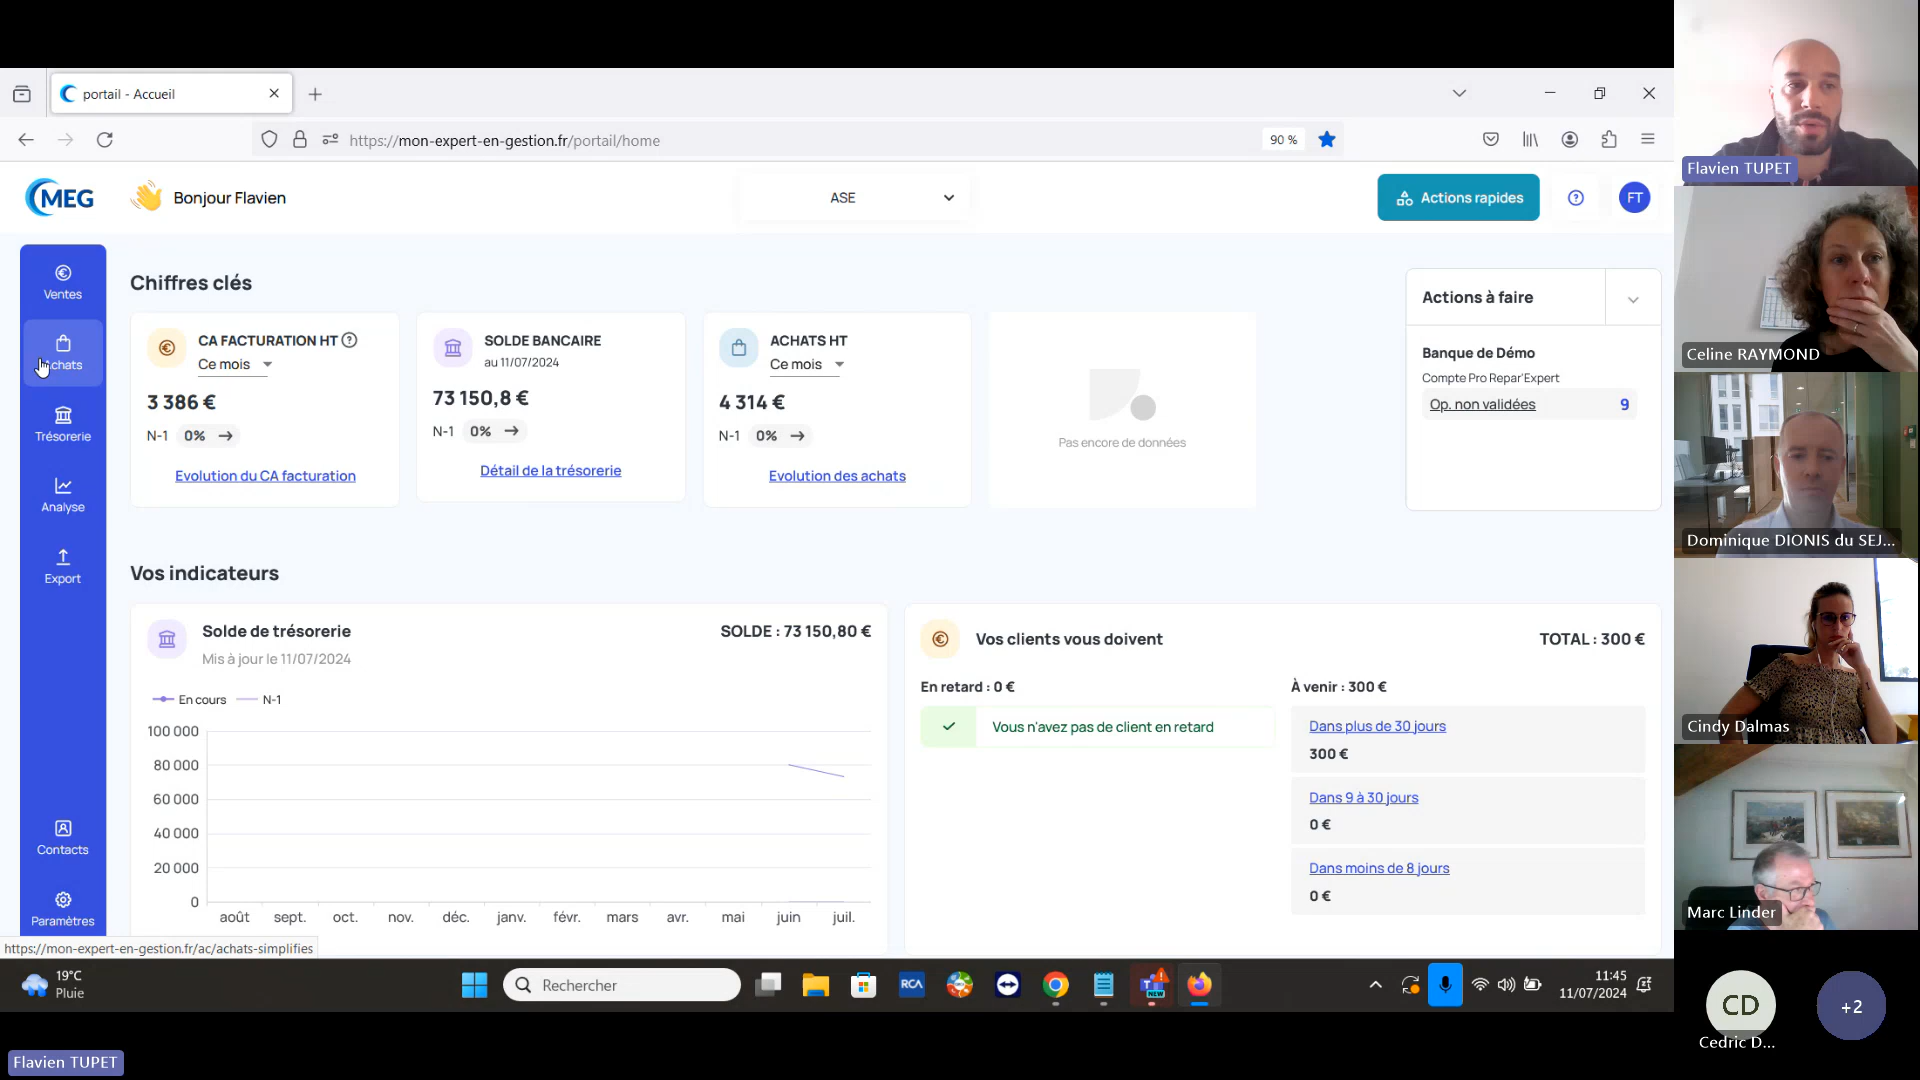 portail - Accueil
https://mon-expert-en-gestion.fr/portail/home
90 %
MEG
Bonjour Flavien
ASE
Actions rapides
FT
Ventes
Achats
Trésorerie
Analyse
Export
Contacts
Paramètres
Chiffres clés
CA FACTURATION HT
Ce mois
3 386 €
N-1 0%
Evolution du CA facturation
SOLDE BANCAIRE
au 11/07/2024
73 150,8 €
N-1 0%
Détail de la trésorerie
ACHATS HT
Ce mois
4 314 €
N-1 0%
Evolution des achats
Pas encore de données
Actions à faire
Banque de Démo
Compte Pro Repar'Expert
Op. non validées 9
Vos indicateurs
Solde de trésorerie
SOLDE : 73 150,80 €
Mis à jour le 11/07/2024
En cours N-1
100 000
80 000
60 000
40 000
20 000
0
août sept. oct. nov. déc. janv. févr. mars avr. mai juin juil.
Vos clients vous doivent
TOTAL : 300 €
En retard : 0 €
Vous n'avez pas de client en retard
À venir : 300 €
Dans plus de 30 jours
300 €
Dans 9 à 30 jours
0 €
Dans moins de 8 jours
0 €
https://mon-expert-en-gestion.fr/ac/achats-simplifies
19°C
Pluie
Rechercher
RCA
NEW
11:45
11/07/2024
Flavien TUPET
Flavien TUPET
Celine RAYMOND
Dominique DIONIS du SEJ...
Cindy Dalmas
Marc Linder
CD
Cedric D...
+2